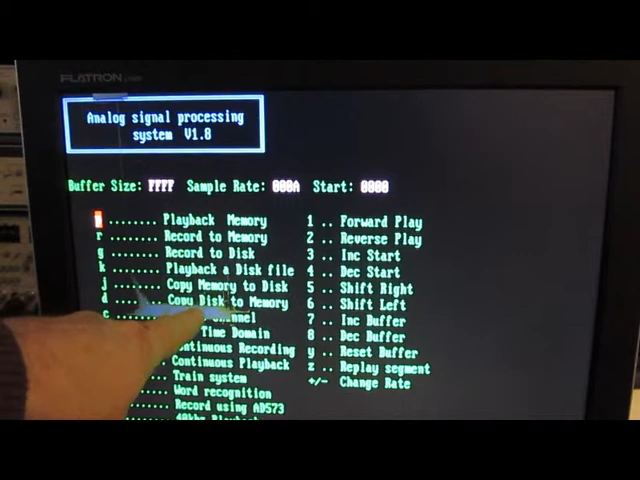 FLATRON
Analog signal processing
system V1.8
Buffer Size: FFFF Sample Rate: 000A Start: 0000
........ Playback Memory
r ........ Record to Memory
g ........ Record to Disk
k ........ Playback a Disk file
j ........ Copy Memory to Disk
d ........ Copy Disk to Memory
c
Time Domain
Continuous Recording
Continuous Playback
Train system
Word recognition
Record using AD573
1 .. Forward Play
2 .. Reverse Play
3 .. Inc Start
4 .. Dec Start
5 .. Shift Right
6 .. Shift Left
7 .. Inc Buffer
8 .. Dec Buffer
y .. Reset Buffer
z .. Replay segment
+/- Change Rate